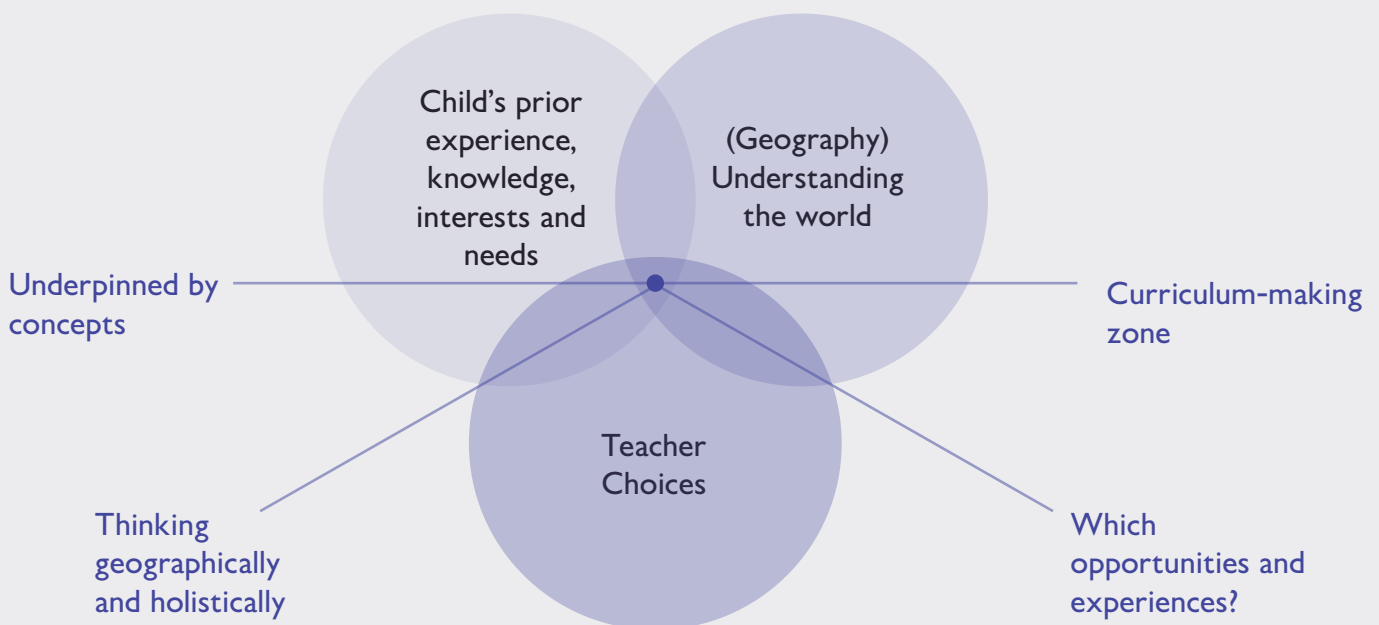 Child’s prior
experience,
knowledge,
interests and
needs
(Geography)
Understanding
the world
Underpinned by
concepts
Curriculum-making
zone
Teacher
Choices
Thinking
geographically
and holistically
Which
opportunities and
experiences?